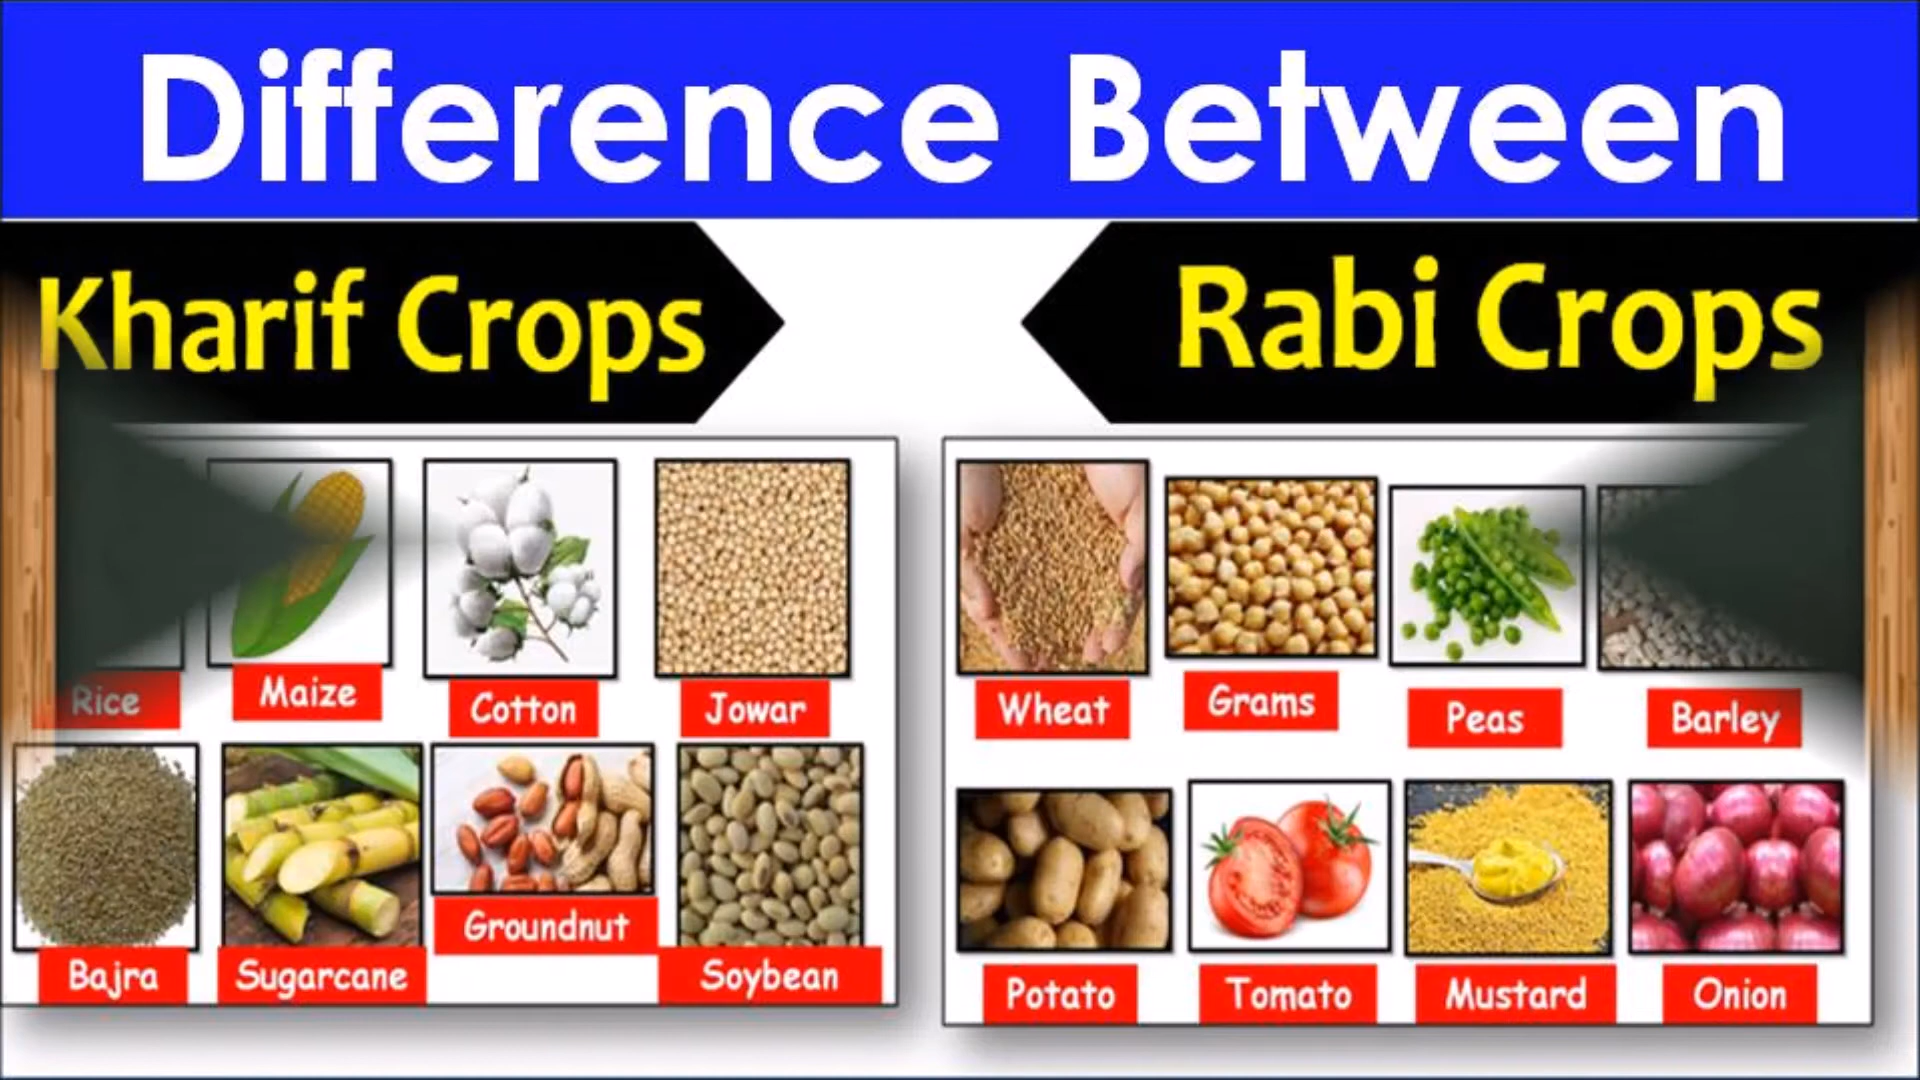 Difference Between
Kharif Crops
Rabi Crops
Rice
Maize
Cotton
Jowar
Bajra
Sugarcane
Groundnut
Soybean
Wheat
Grams
Peas
Barley
Potato
Tomato
Mustard
Onion